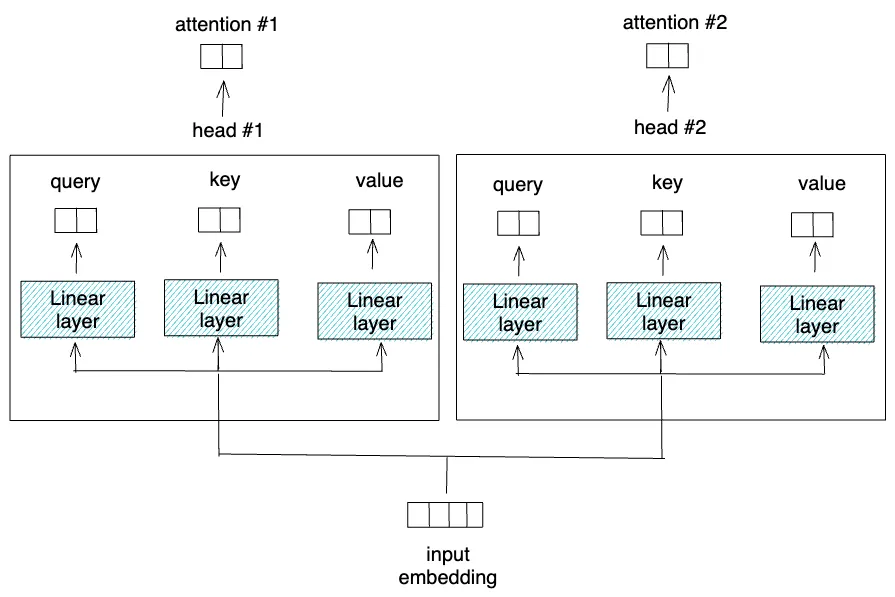 attention #1
attention #2
head #1
head #2
query
key
value
query
key
value
Linear
layer
Linear
layer
Linear
layer
Linear
layer
Linear
layer
Linear
layer
input
embedding